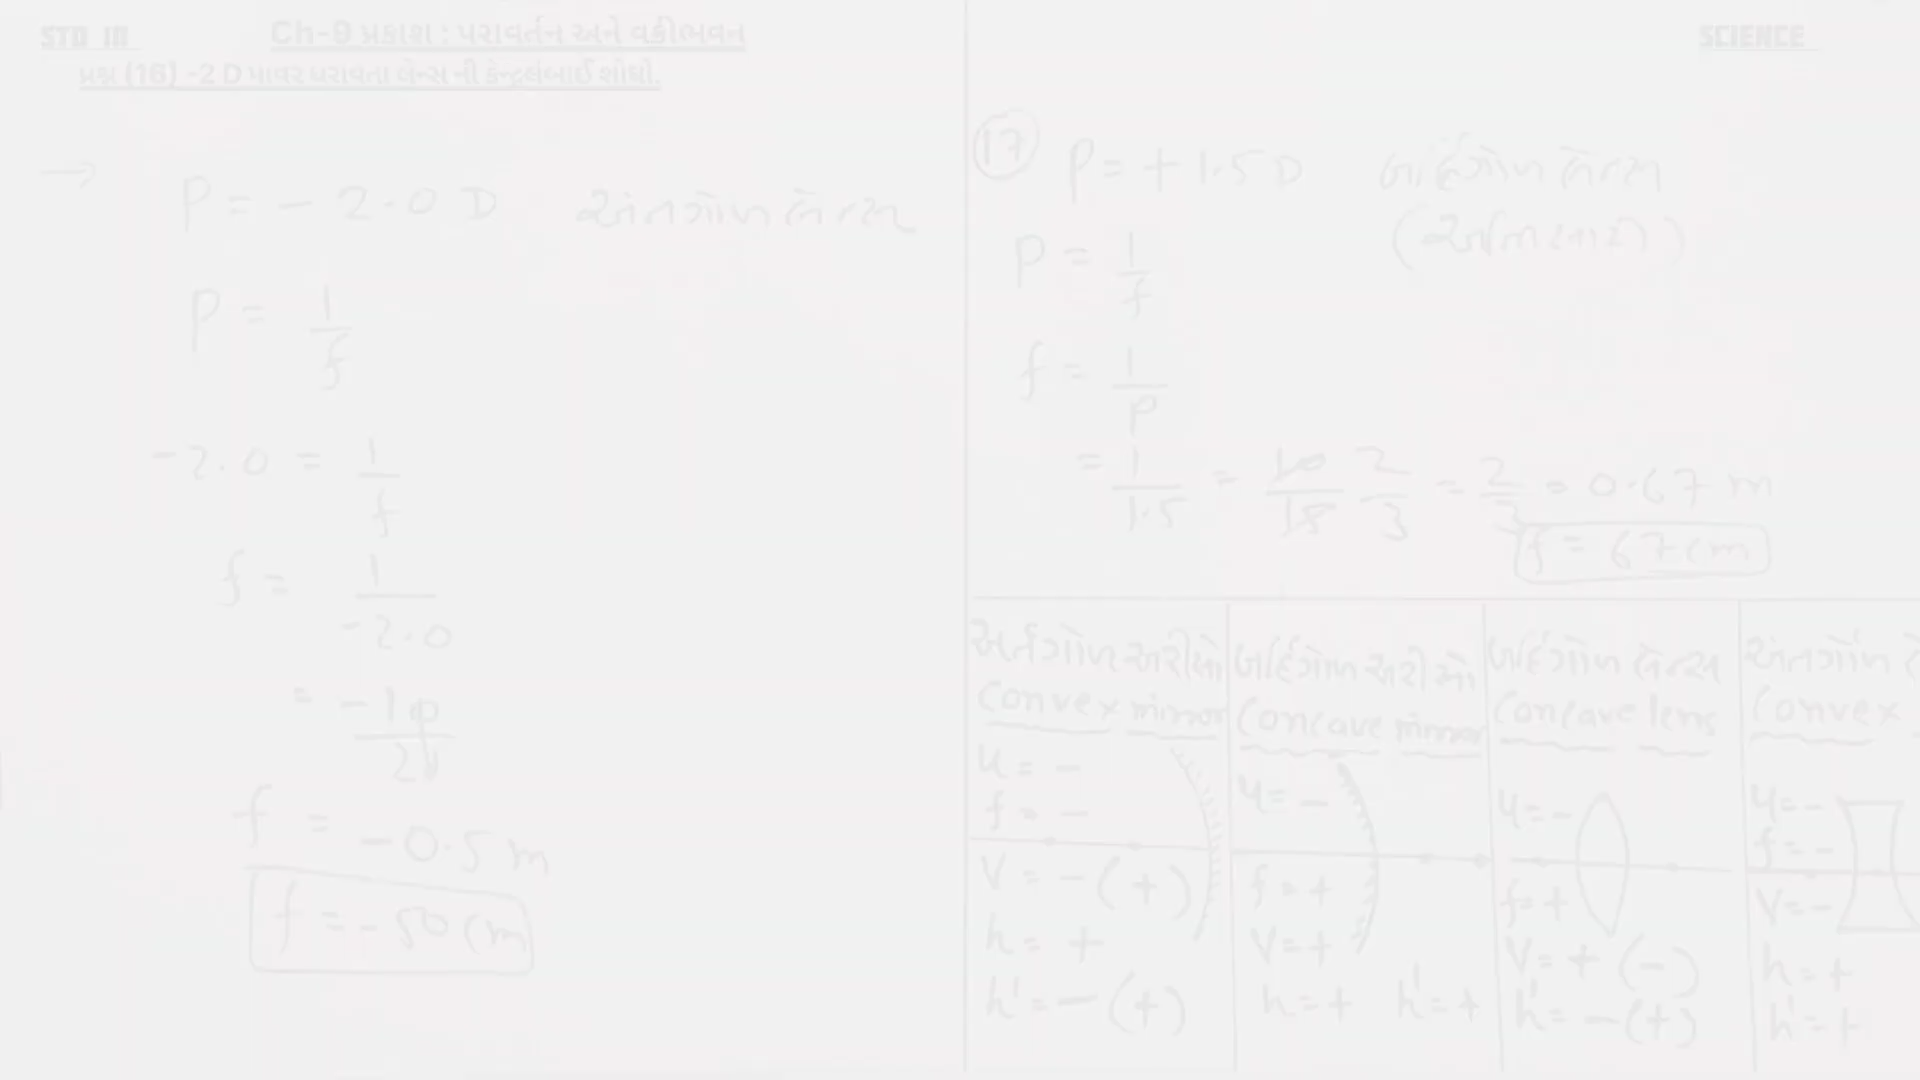 STD 10
Ch-9 પ્રકાશ : પરાવર્તન અને વક્રીભવન
SCIENCE
પ્રશ્ન (16) -2 D પાવર ધરાવતા લેન્સ ની કેન્દ્રલંબાઈ શોધો.
→ P = - 2.0 D અંતર્ગોળ લેન્સ
P = 1/f
-2.0 = 1/f
f = 1/-2.0
= -10/20
f = -0.5 m
f = -50 cm
17 P = +1.5 D બહિર્ગોળ લેન્સ
P = 1/f
f = 1/P
= 1/1.5 = 10/15 2/3 = 2/3 = 0.67 m
f = 67 cm
અંતર્ગોળ અરીસો
Convex mirror
u = -
f = -
V = - (+)
h = +
h' = - (+)
બહિર્ગોળ અરીસો
Concave mirror
u = -
f = +
V = +
h = + h' = +
બહિર્ગોળ લેન્સ
Concave lens
u = -
f = +
V = + (-)
h' = - (+)
અંતર્ગોળ
Convex
u = -
f = -
V = -
h = +
h' = +